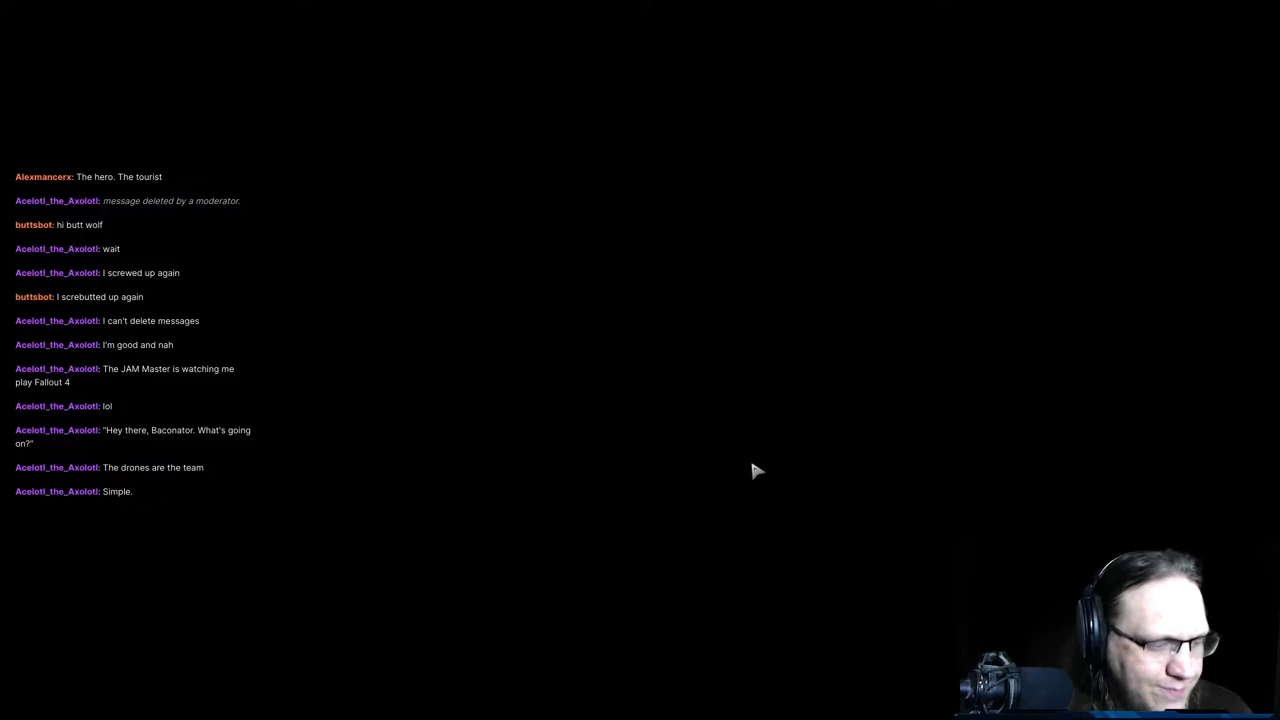 Alexmancerx: The hero. The tourist
Acelotl_the_Axolotl: message deleted by a moderator.
buttsbot: hi butt wolf
Acelotl_the_Axolotl: wait
Acelotl_the_Axolotl: I screwed up again
buttsbot: I screbutted up again
Acelotl_the_Axolotl: I can't delete messages
Acelotl_the_Axolotl: I'm good and nah
Acelotl_the_Axolotl: The JAM Master is watching me
play Fallout 4
Acelotl_the_Axolotl: lol
Acelotl_the_Axolotl: "Hey there, Baconator. What's going
on?"
Acelotl_the_Axolotl: The drones are the team
Acelotl_the_Axolotl: Simple.